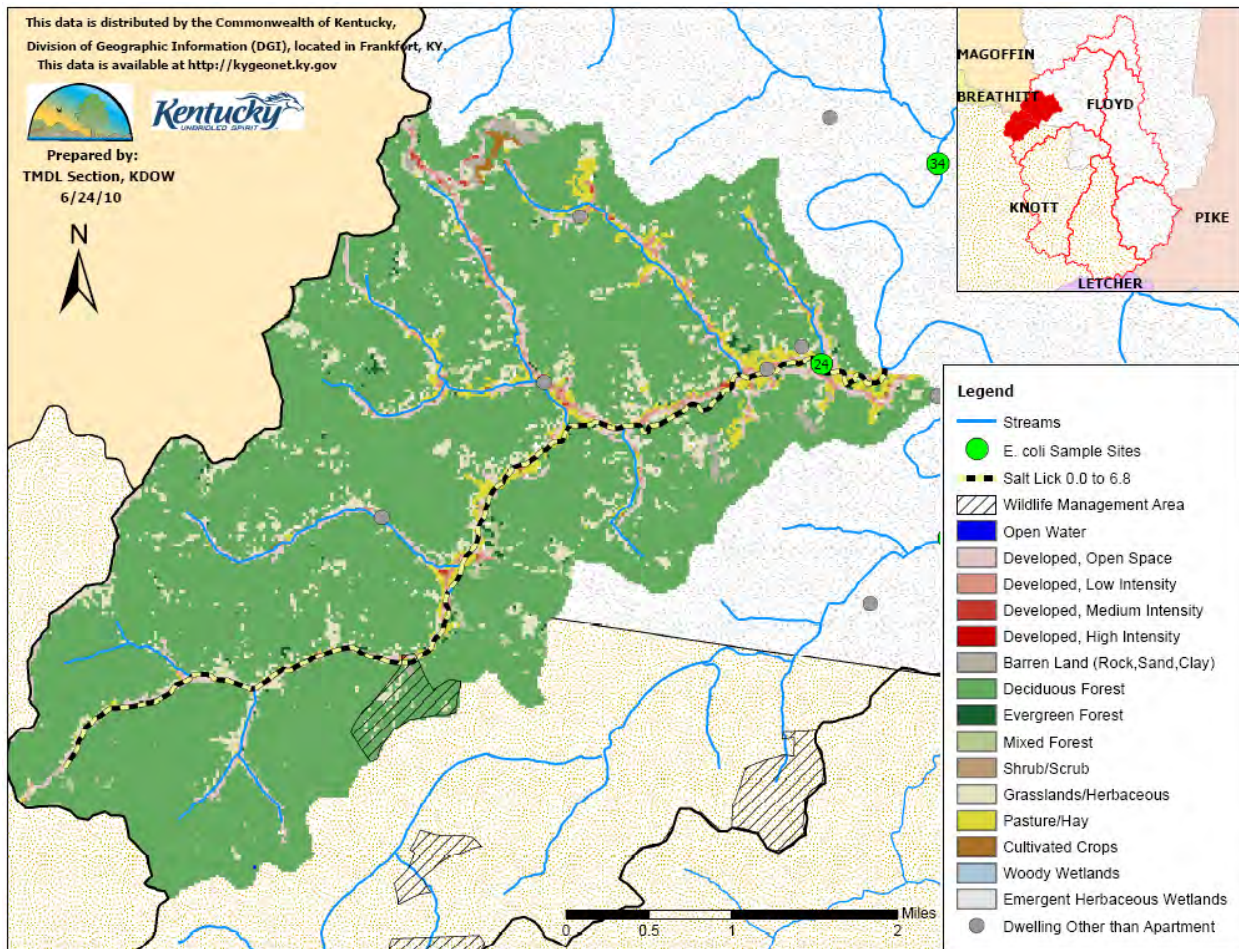 This data is distributed by the Commonwealth of Kentucky,
Division of Geographic Information (DGI), located in Frankfort, KY.
This data is available at http://kygeonet.ky.gov
Kentucky
UNBRIDLED SPIRIT
Prepared by:
TMDL Section, KDOW
6/24/10
N
34
24
MAGOFFIN
BREATHITT
FLOYD
KNOTT
PIKE
LETCHER
Legend
Streams
E. coli Sample Sites
Salt Lick 0.0 to 6.8
Wildlife Management Area
Open Water
Developed, Open Space
Developed, Low Intensity
Developed, Medium Intensity
Developed, High Intensity
Barren Land (Rock,Sand,Clay)
Deciduous Forest
Evergreen Forest
Mixed Forest
Shrub/Scrub
Grasslands/Herbaceous
Pasture/Hay
Cultivated Crops
Woody Wetlands
Emergent Herbaceous Wetlands
Dwelling Other than Apartment
Miles
0 0.5 1 2